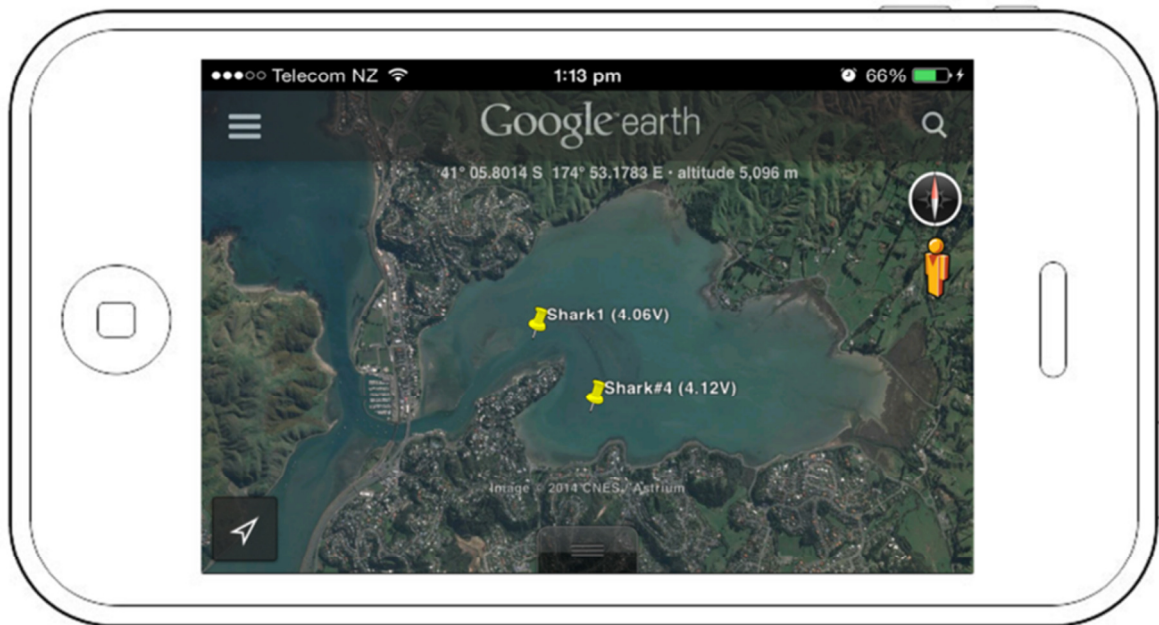 Telecom NZ 1:13 pm 66%
Google earth
41° 05.8014 S 174° 53.1783 E · altitude 5,096 m
Shark1 (4.06V)
Shark#4 (4.12V)
Image © 2014 CNES / Astrium